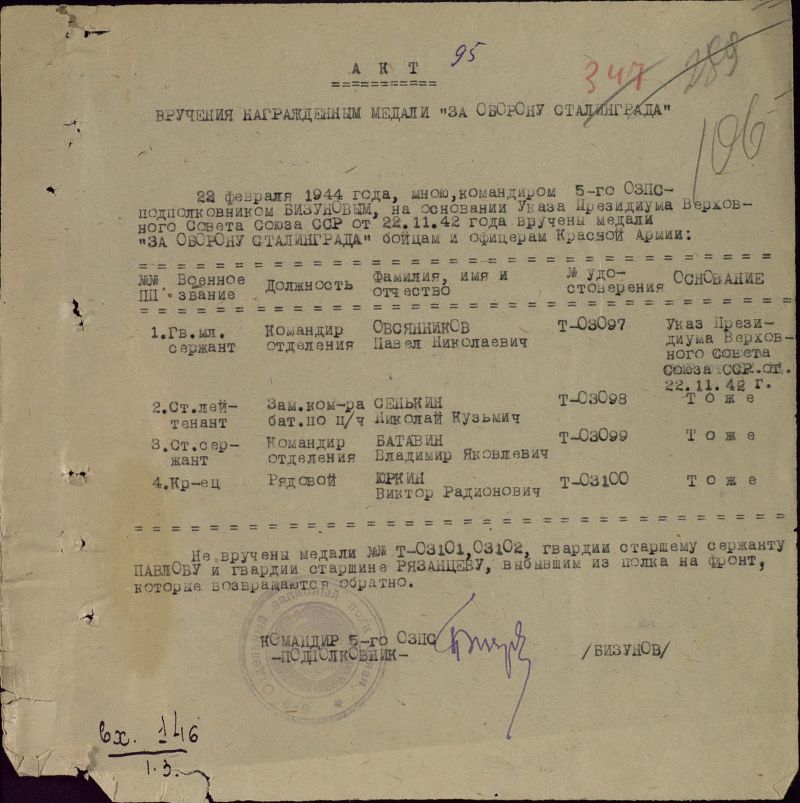 95
А К Т
347
289
106
ВРУЧЕНИЯ НАГРАЖДЕННЫМ МЕДАЛИ "ЗА ОБОРОНУ СТАЛИНГРАДА"
22 февраля 1944 года, мною, командиром 5-го ОЗПС-
подполковником БИЗУНОВЫМ, на основании Указа Президиума Верхов-
ного Совета Союза ССР от 22.11.42 года вручены медали
"ЗА ОБОРОНУ СТАЛИНГРАДА" бойцам и офицерам Красной Армии:
№№ Военное Должность Фамилия, имя и № удо- ОСНОВАНИЕ
ПП звание отчество стоверения
1. Гв.мл. Командир ОВСЯННИКОВ Т-03097 Указ Прези-
сержант отделения Павел Николаевич диума Верхов-
ного Совета
Союза ССР.от.
22.11.42 г.
2. Ст.лей- Зам.ком-ра СЕНЬКИН Т-03098 Т о ж е
тенант бат.по п/ч Николай Кузьмич
3. Ст.сер- Командир БАТАВИН Т-03099 Т о ж е
жант отделения Владимир Яковлевич
4. Кр-ец Рядовой ЮРКИН Т-03100 Т о ж е
Виктор Радионович
Не вручены медали №№ Т-03101,03102, гвардии старшему сержанту
ПАВЛОВУ и гвардии старшине РЯЗАНЦЕВУ, выбывшим из полка на фронт,
которые возвращаются обратно.
КОМАНДИР 5-го ОЗПС
-ПОДПОЛКОВНИК- /БИЗУНОВ/
вх. 146
1.3.